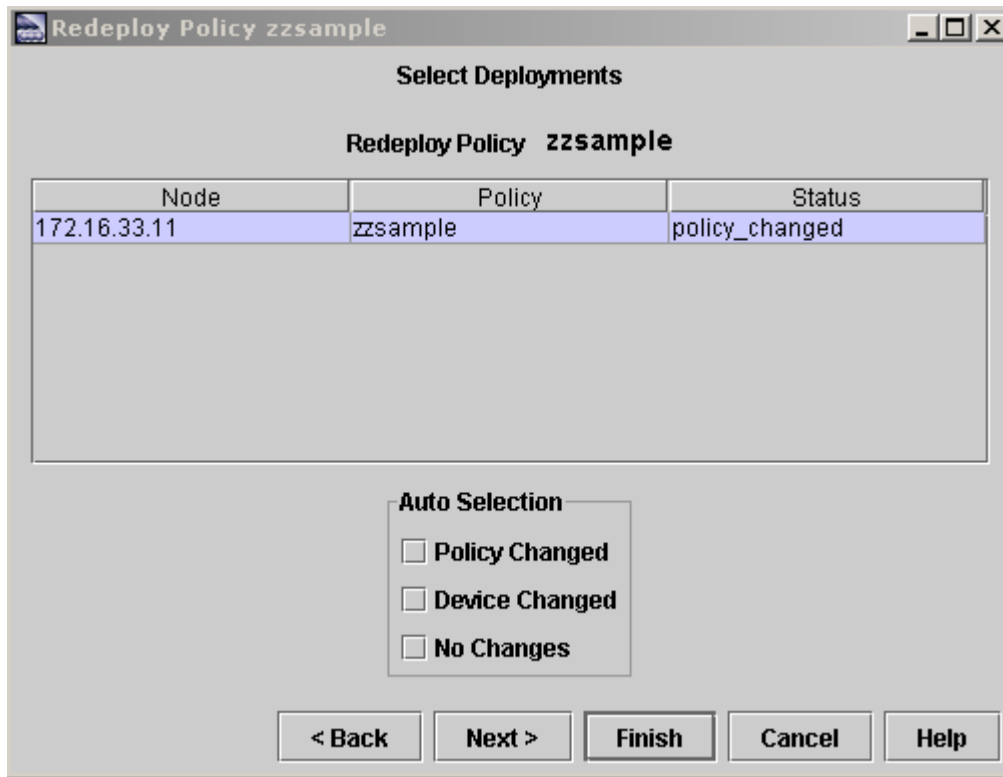 Redeploy Policy zzsample
Select Deployments
Redeploy Policy zzsample
Node Policy Status
172.16.33.11 zzsample policy_changed
Auto Selection
Policy Changed
Device Changed
No Changes
< Back Next > Finish Cancel Help